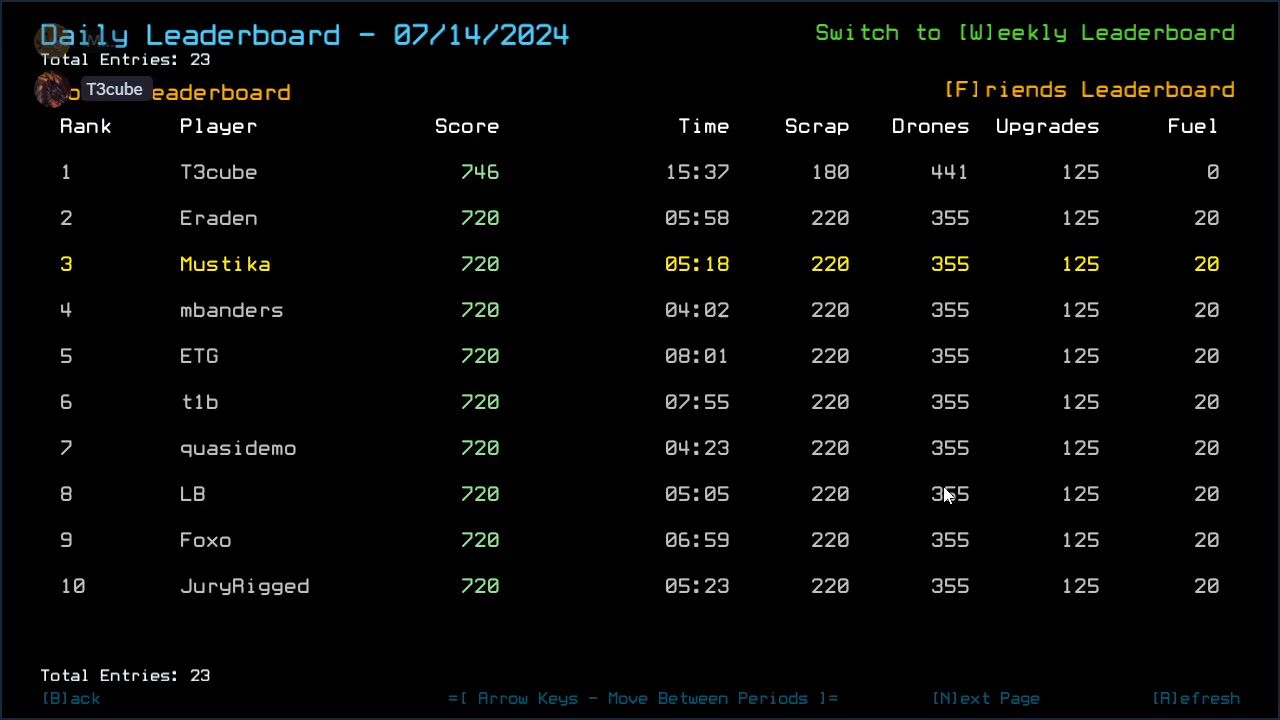 Daily Leaderboard - 07/14/2024
Switch to [W]eekly Leaderboard
Total Entries: 23
T3cube
eaderboard
[F]riends Leaderboard
Rank Player Score Time Scrap Drones Upgrades Fuel
1 T3cube 746 15:37 180 441 125 0
2 Eraden 720 05:58 220 355 125 20
3 Mustika 720 05:18 220 355 125 20
4 mbanders 720 04:02 220 355 125 20
5 ETG 720 08:01 220 355 125 20
6 t1b 720 07:55 220 355 125 20
7 quasidemo 720 04:23 220 355 125 20
8 LB 720 05:05 220 355 125 20
9 Foxo 720 06:59 220 355 125 20
10 JuryRigged 720 05:23 220 355 125 20
Total Entries: 23
[B]ack =[ Arrow Keys - Move Between Periods ]= [N]ext Page [R]efresh